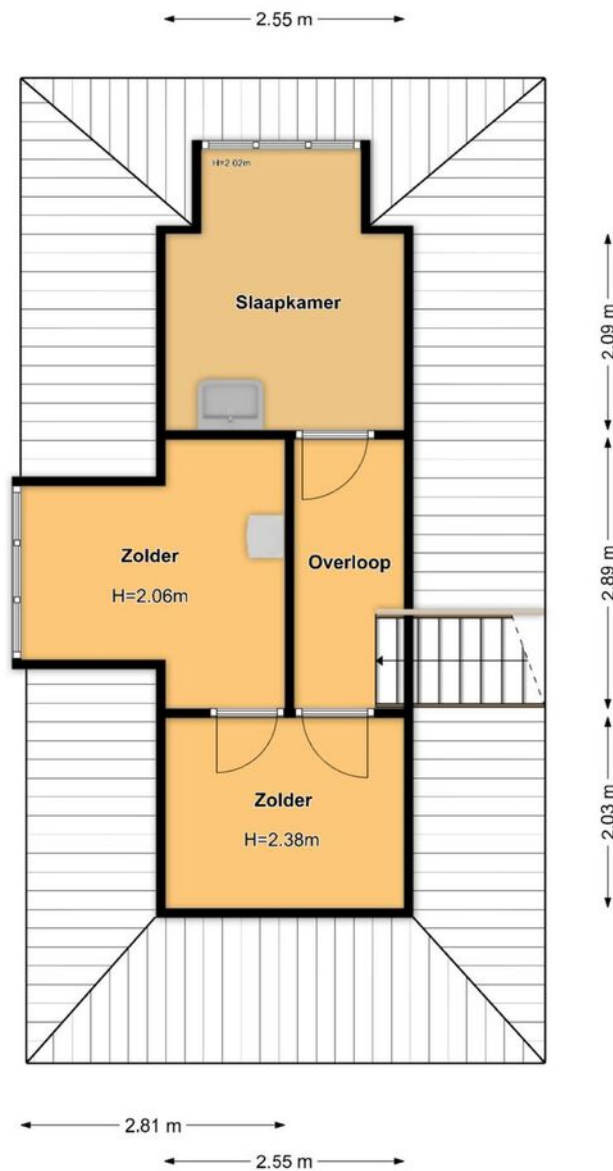 2.55 m
H=2.02m
Slaapkamer
2.09 m
Zolder
H=2.06m
Overloop
2.89 m
Zolder
H=2.38m
2.03 m
2.81 m
2.55 m